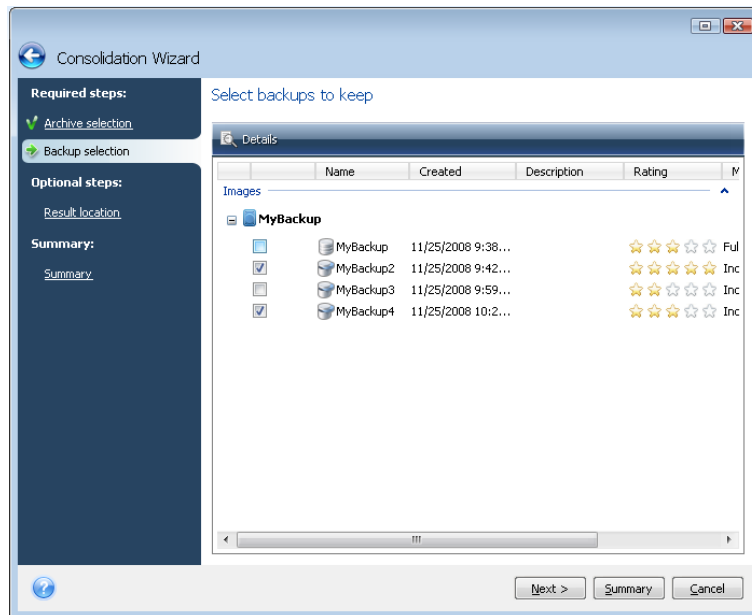 Consolidation Wizard
Required steps:
Archive selection
Backup selection
Optional steps:
Result location
Summary:
Summary
Select backups to keep
Details
Name Created Description Rating M
Images
MyBackup
MyBackup 11/25/2008 9:38... Ful
MyBackup2 11/25/2008 9:42... Inc
MyBackup3 11/25/2008 9:59... Inc
MyBackup4 11/25/2008 10:2... Inc
Next > Summary Cancel